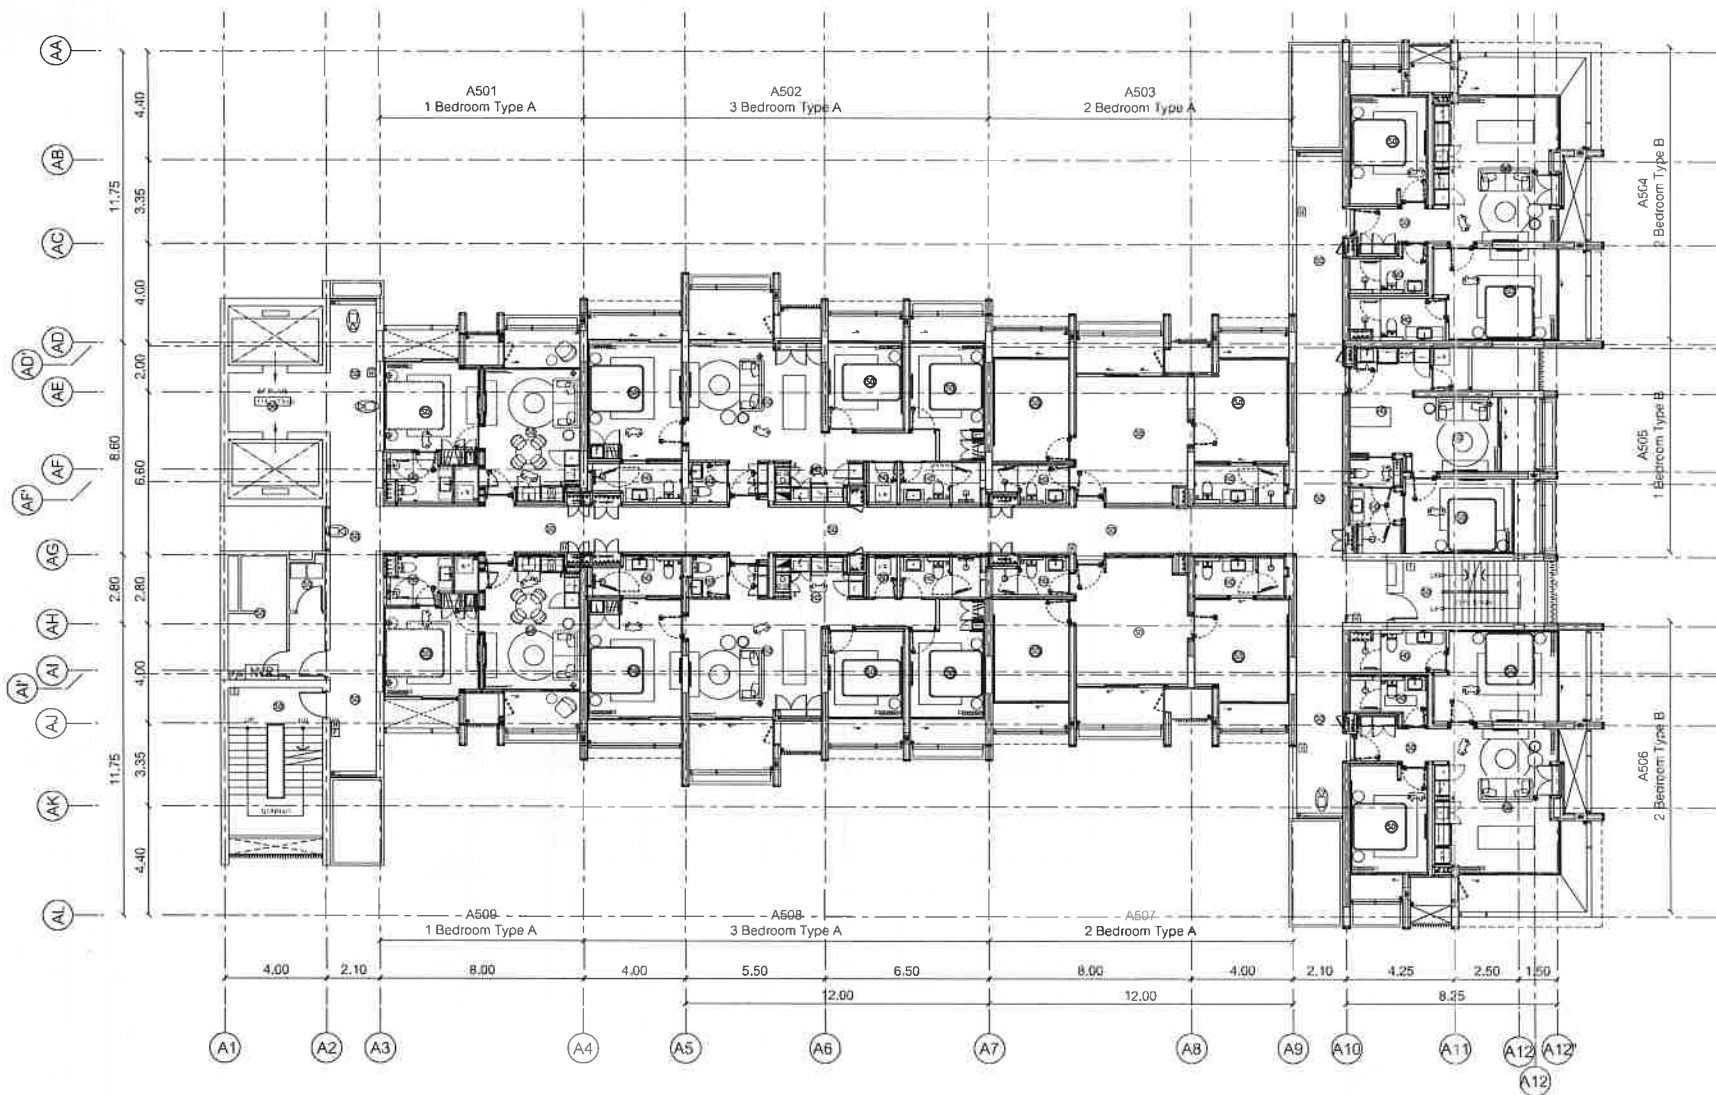 AA
AB
AC
AD
AD'
AE
AF
AF'
AG
AH
AI
AI'
AJ
AK
AL
4.40
3.35
4.00
2.00
6.60
2.80
4.00
3.35
4.40
11.75
8.60
2.80
11.75
A501
1 Bedroom Type A
A502
3 Bedroom Type A
A503
2 Bedroom Type A
A504
2 Bedroom Type B
A505
1 Bedroom Type B
A506
2 Bedroom Type B
NVR
A509
1 Bedroom Type A
A508
3 Bedroom Type A
A507
2 Bedroom Type A
4.00
2.10
8.00
4.00
5.50
6.50
8.00
4.00
2.10
4.25
2.50
1.50
12.00
12.00
8.25
A1
A2
A3
A4
A5
A6
A7
A8
A9
A10
A11
A12
A12'
A12